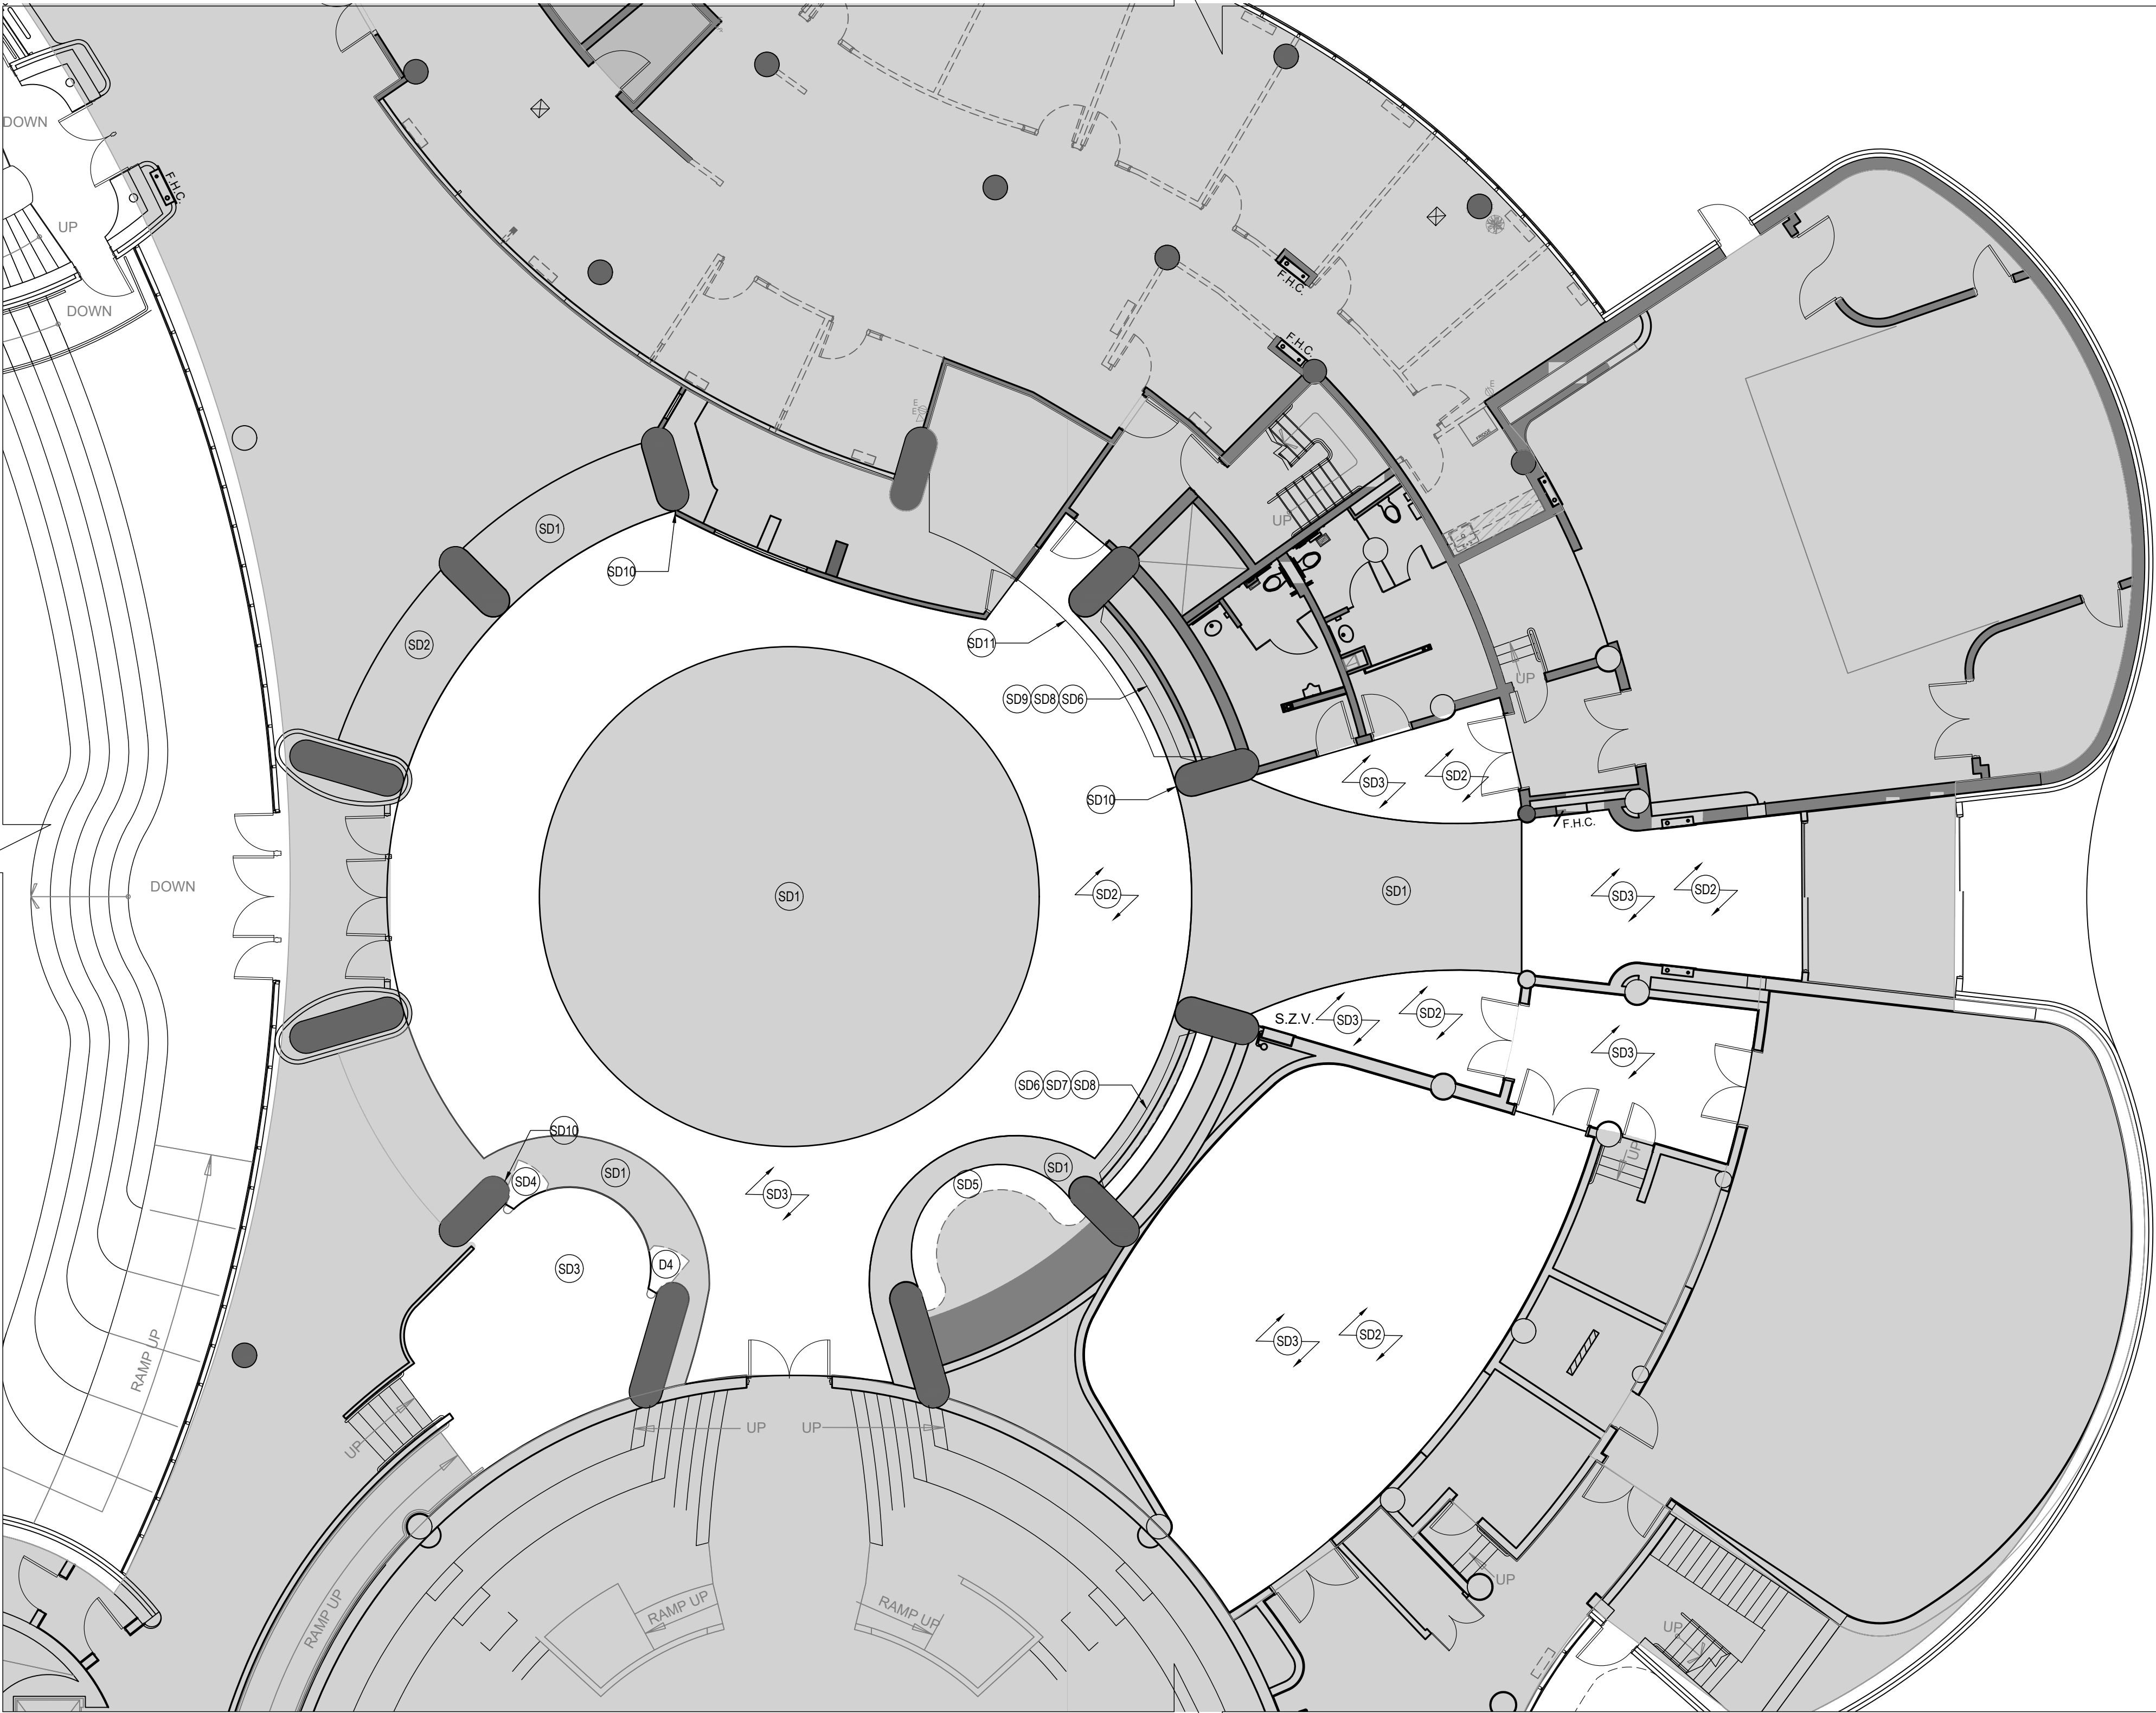 DOWN
F.H.C.
UP
DOWN
F.H.C.
F.H.C.
E
E
E
FRIDGE
SD1
UP
SD10
SD2
SD11
UP
SD9 SD8 SD6
SD3
SD2
SD10
F.H.C.
DOWN
SD1
SD2
SD1
SD3
SD2
S.Z.V.
SD3
SD2
SD3
SD6 SD7 SD8
SD10
SD1
SD4
SD1
SD5
SD3
UP
SD3
D4
SD3
SD2
RAMP UP
UP
UP
UP
UP
RAMP UP
RAMP UP
RAMP UP
UP